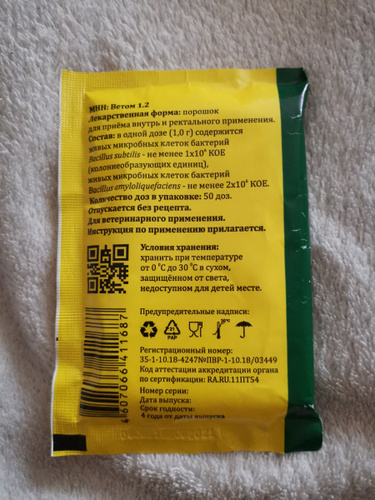 МНН: Ветом 1.2
Лекарственная форма: порошок
для приёма внутрь и ректального применения.
Состав: в одной дозе (1,0 г) содержится
живых микробных клеток бактерий
Bacillus subtilis - не менее 1х10⁶ КОЕ
(колониеобразующих единиц),
живых микробных клеток бактерий
Bacillus amyloliquefaciens - не менее 2х10⁶ КОЕ.
Количество доз в упаковке: 50 доз.
Отпускается без рецепта.
Для ветеринарного применения.
Инструкция по применению прилагается.
Условия хранения:
хранить при температуре
от 0 °С до 30 °С в сухом,
защищённом от света,
недоступном для детей месте.
Предупредительные надписи:
21
PAP
30°C
Регистрационный номер:
35-1-10.18-4247№ПВР-1-10.18/03449
Код аттестации аккредитации органа
по сертификации: RA.RU.11ПТ54
Номер серии:
Дата выпуска:
Срок годности:
4 года от даты выпуска
4607066411687